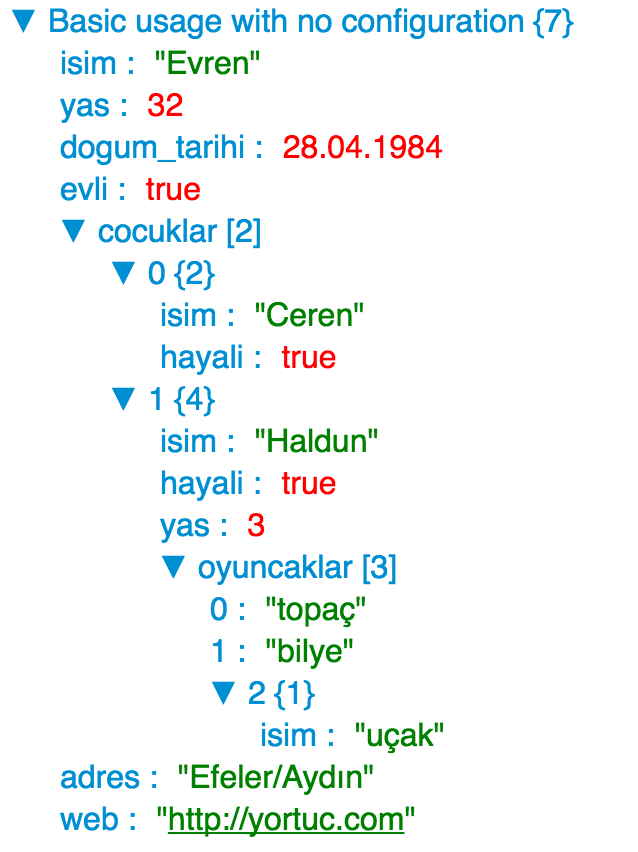 ▼ Basic usage with no configuration {7}
isim : "Evren"
yas : 32
dogum_tarihi : 28.04.1984
evli : true
▼ cocuklar [2]
▼ 0 {2}
isim : "Ceren"
hayali : true
▼ 1 {4}
isim : "Haldun"
hayali : true
yas : 3
▼ oyuncaklar [3]
0 : "topaç"
1 : "bilye"
▼ 2 {1}
isim : "uçak"
adres : "Efeler/Aydın"
web : "http://yortuc.com"